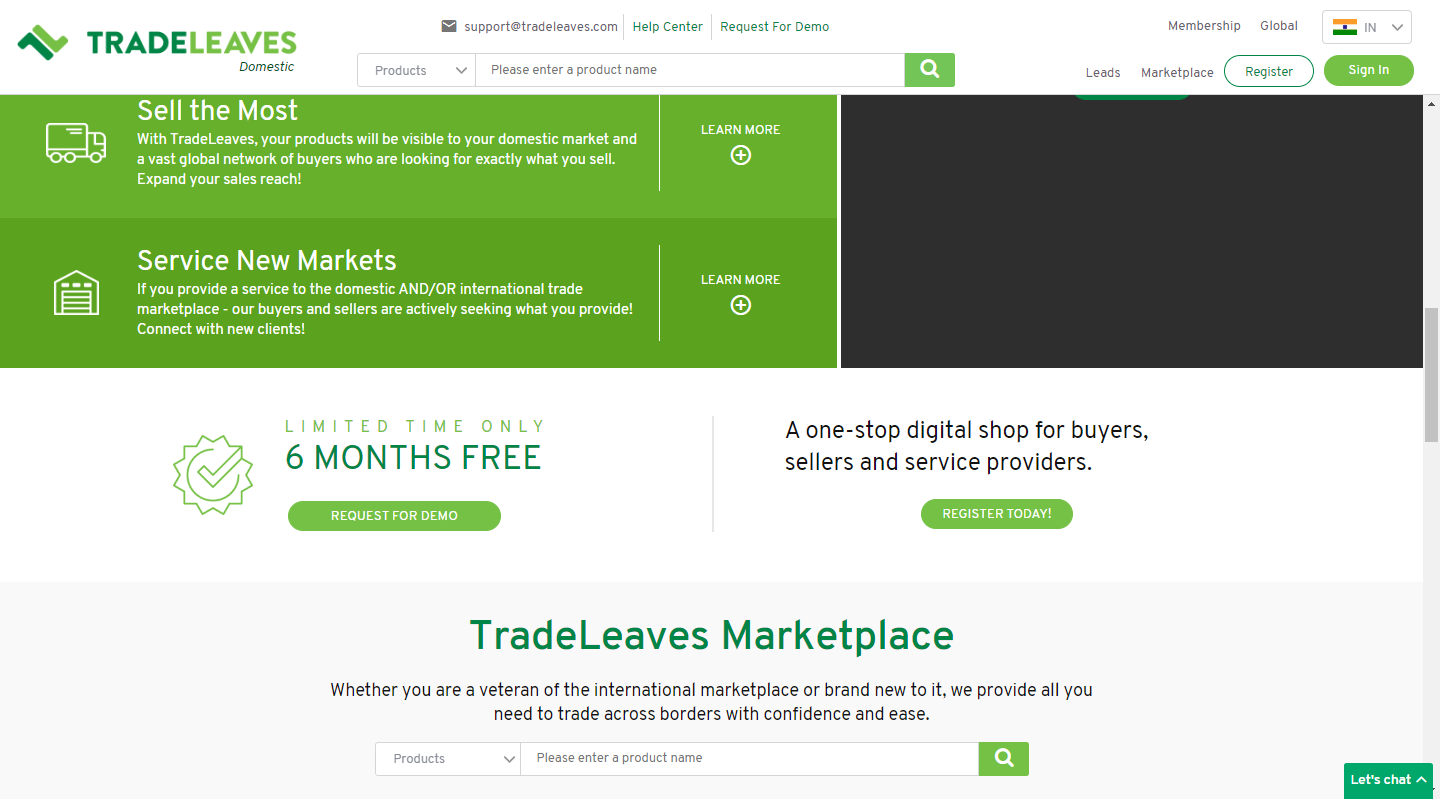 support@tradeleaves.com
Help Center
Request For Demo
Membership
Global
IN
TRADELEAVES
Domestic
Products
Please enter a product name
Leads
Marketplace
Register
Sign In
Sell the Most
With TradeLeaves, your products will be visible to your domestic market and
a vast global network of buyers who are looking for exactly what you sell.
Expand your sales reach!
LEARN MORE
Service New Markets
If you provide a service to the domestic AND/OR international trade
marketplace - our buyers and sellers are actively seeking what you provide!
Connect with new clients!
LEARN MORE
LIMITED TIME ONLY
6 MONTHS FREE
REQUEST FOR DEMO
A one-stop digital shop for buyers,
sellers and service providers.
REGISTER TODAY!
TradeLeaves Marketplace
Whether you are a veteran of the international marketplace or brand new to it, we provide all you
need to trade across borders with confidence and ease.
Products
Please enter a product name
Let's chat